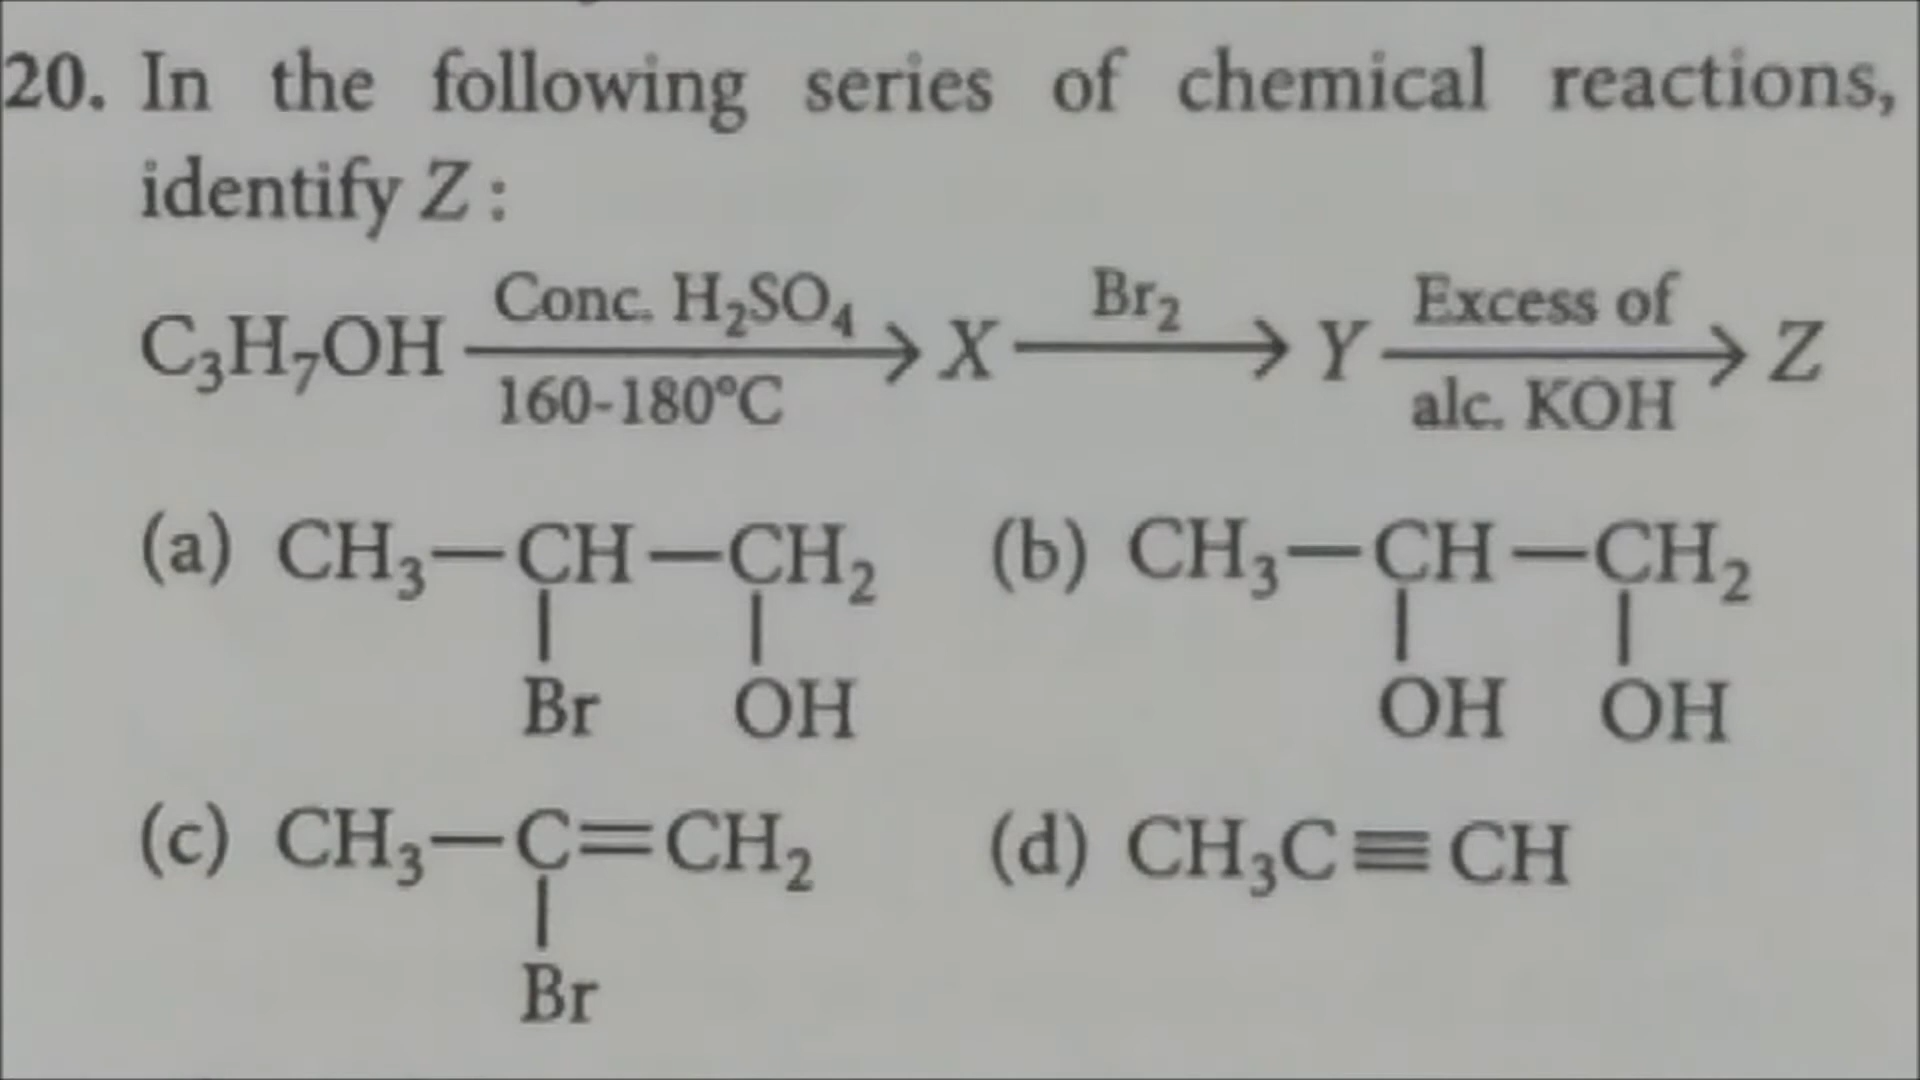 20. In the following series of chemical reactions,
identify Z :
C₃H₇OH Conc. H₂SO₄ 160-180°C → X Br₂ → Y Excess of alc. KOH → Z
(a) CH₃—CH—CH₂ (b) CH₃—CH—CH₂
Br OH OH OH
(c) CH₃—C=CH₂ (d) CH₃C≡CH
Br